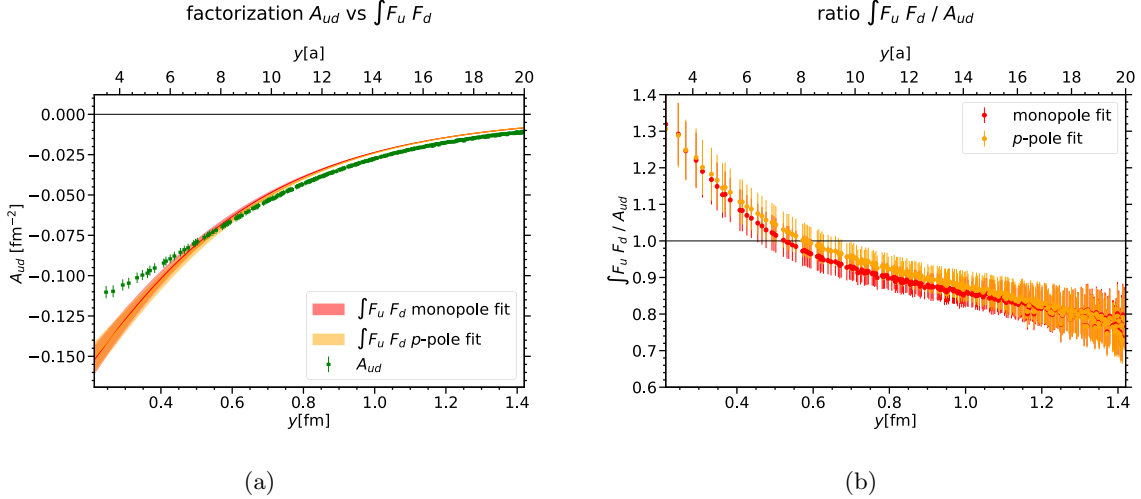 factorization A_ud vs ∫F_u F_d
y[a]
4 6 8 10 12 14 16 18 20
0.000
−0.025
−0.050
−0.075
−0.100
−0.125
−0.150
A_ud [fm⁻²]
∫F_u F_d monopole fit
∫F_u F_d p-pole fit
A_ud
0.4 0.6 0.8 1.0 1.2 1.4
y[fm]
(a)
ratio ∫F_u F_d / A_ud
y[a]
4 6 8 10 12 14 16 18 20
1.4
1.3
1.2
1.1
1.0
0.9
0.8
0.7
0.6
∫F_u F_d / A_ud
monopole fit
p-pole fit
0.4 0.6 0.8 1.0 1.2 1.4
y[fm]
(b)